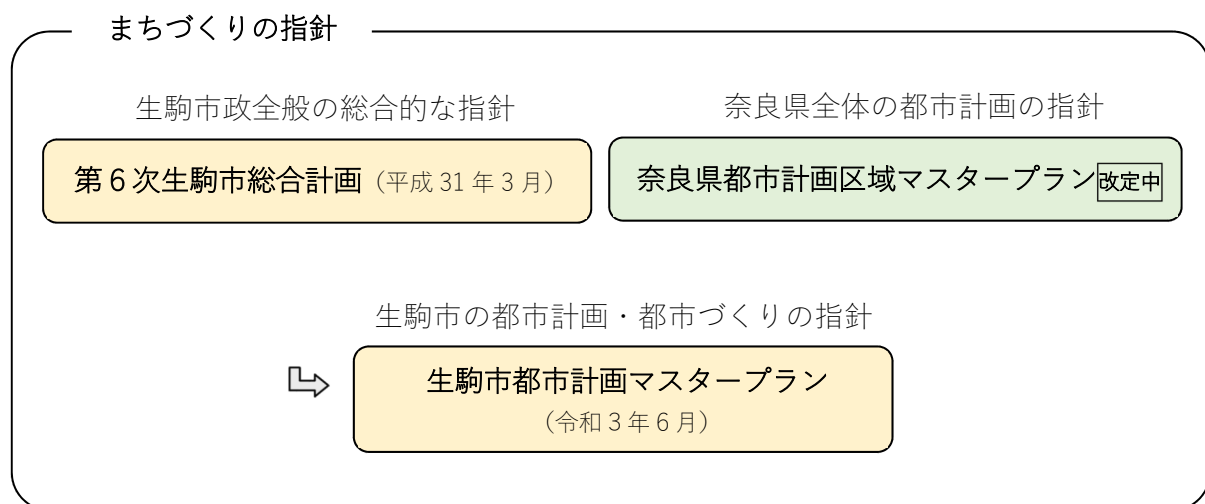 まちづくりの指針
生駒市政全般の総合的な指針
奈良県全体の都市計画の指針
第6次生駒市総合計画（平成31年3月）
奈良県都市計画区域マスタープラン改定中
生駒市の都市計画・都市づくりの指針
生駒市都市計画マスタープラン
（令和3年6月）